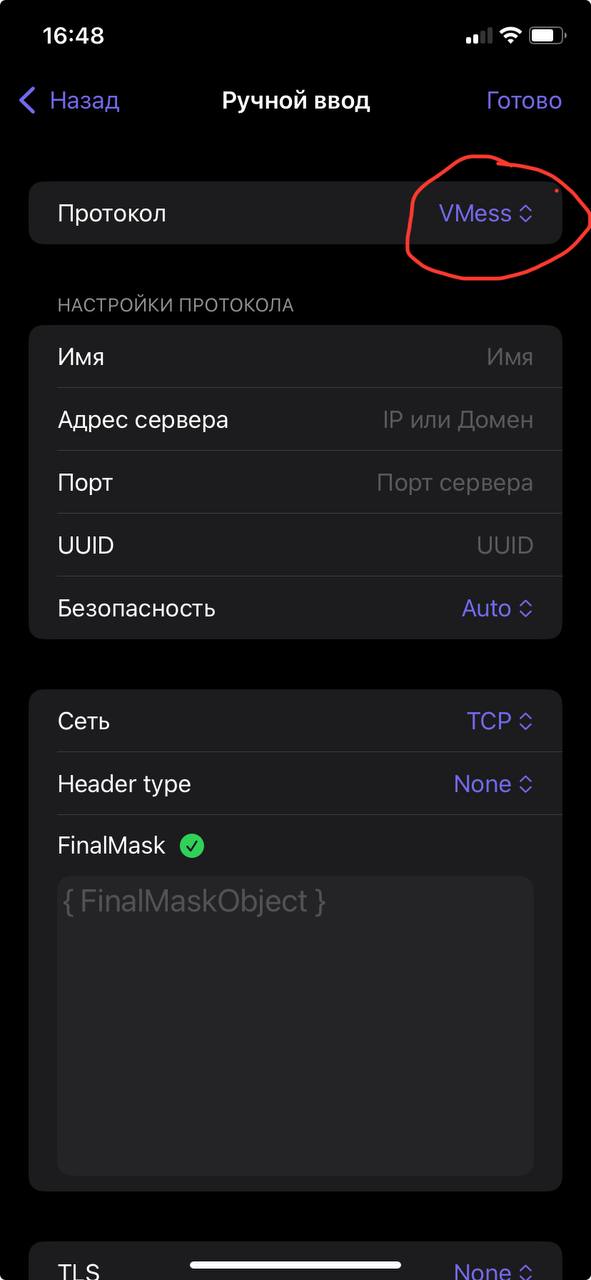 16:48
Назад Ручной ввод Готово
Протокол VMess
НАСТРОЙКИ ПРОТОКОЛА
Имя Имя
Адрес сервера IP или Домен
Порт Порт сервера
UUID UUID
Безопасность Auto
Сеть TCP
Header type None
FinalMask
{ FinalMaskObject }
TLS None